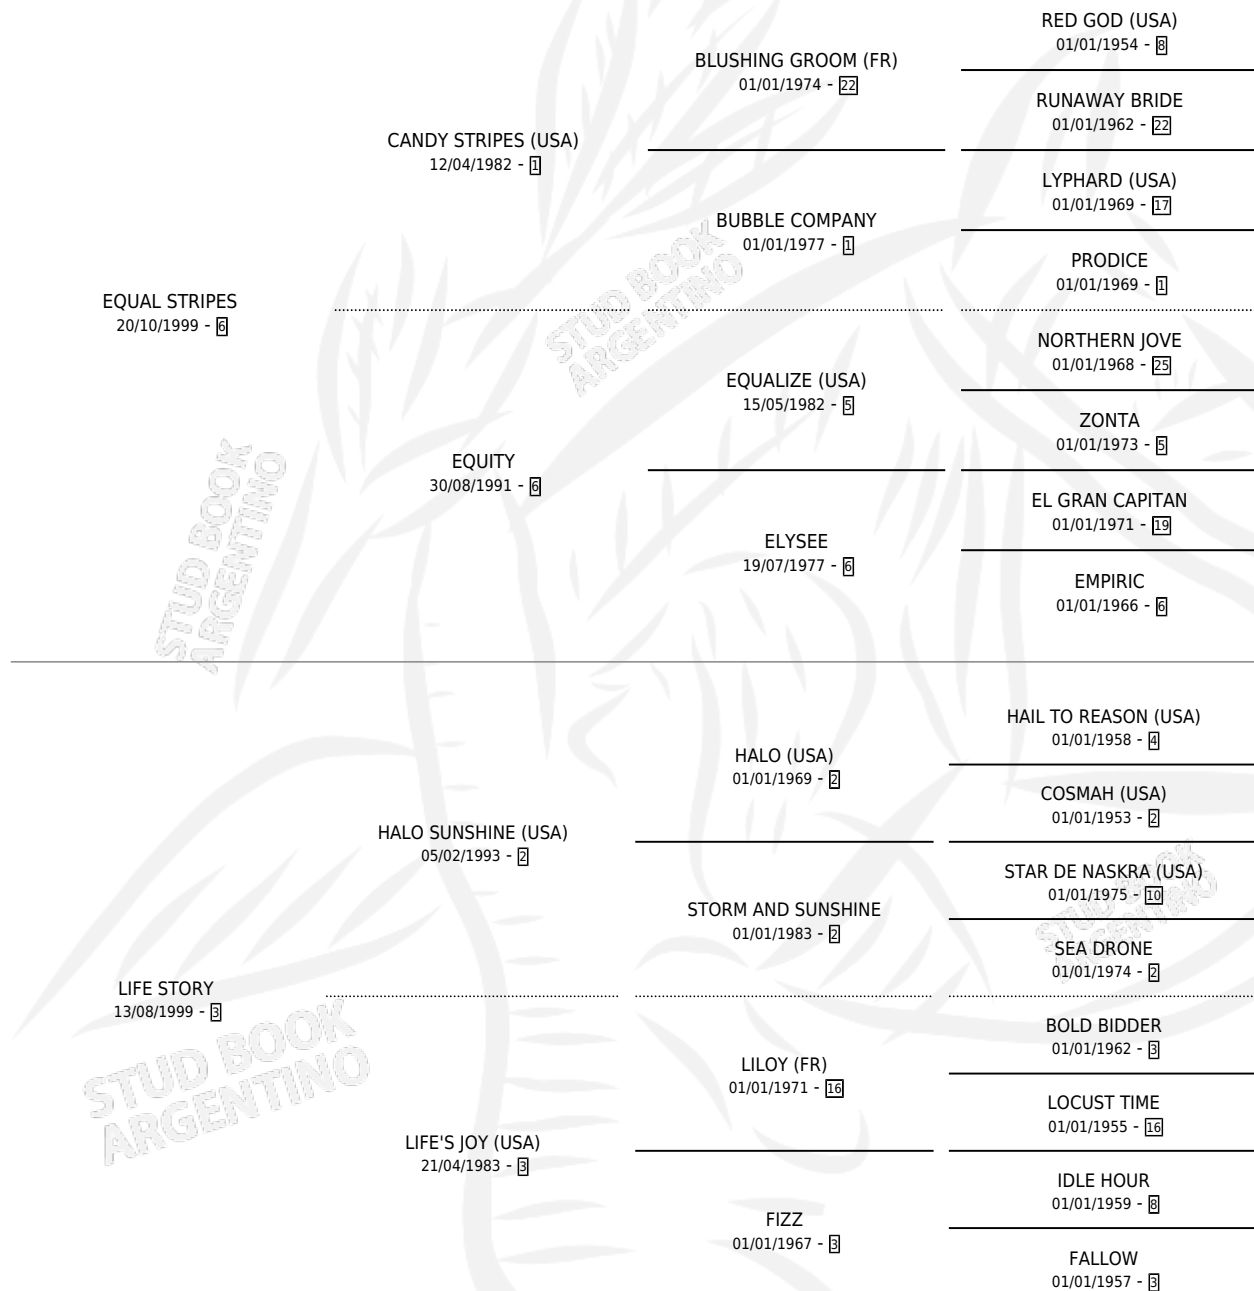 RED GOD (USA)
01/01/1954 - 8
BLUSHING GROOM (FR)
01/01/1974 - 22
RUNAWAY BRIDE
01/01/1962 - 22
CANDY STRIPES (USA)
12/04/1982 - 1
LYPHARD (USA)
01/01/1969 - 17
BUBBLE COMPANY
01/01/1977 - 1
PRODICE
01/01/1969 - 1
EQUAL STRIPES
20/10/1999 - 6
STUD BOOK
ARGENTINO
NORTHERN JOVE
01/01/1968 - 25
EQUALIZE (USA)
15/05/1982 - 5
ZONTA
01/01/1973 - 5
EQUITY
30/08/1991 - 6
EL GRAN CAPITAN
01/01/1971 - 19
ELYSEE
19/07/1977 - 6
EMPIRIC
01/01/1966 - 6
STUD BOOK
ARGENTINO
HAIL TO REASON (USA)
01/01/1958 - 4
HALO (USA)
01/01/1969 - 2
COSMAH (USA)
01/01/1953 - 2
HALO SUNSHINE (USA)
05/02/1993 - 2
STAR DE NASKRA (USA)
01/01/1975 - 10
STORM AND SUNSHINE
01/01/1983 - 2
STUD BOOK
ARGENTINO
SEA DRONE
01/01/1974 - 2
LIFE STORY
13/08/1999 - 3
STUD BOOK
ARGENTINO
BOLD BIDDER
01/01/1962 - 3
LILOY (FR)
01/01/1971 - 16
LOCUST TIME
01/01/1955 - 16
LIFE'S JOY (USA)
21/04/1983 - 3
IDLE HOUR
01/01/1959 - 8
FIZZ
01/01/1967 - 3
FALLOW
01/01/1957 - 3